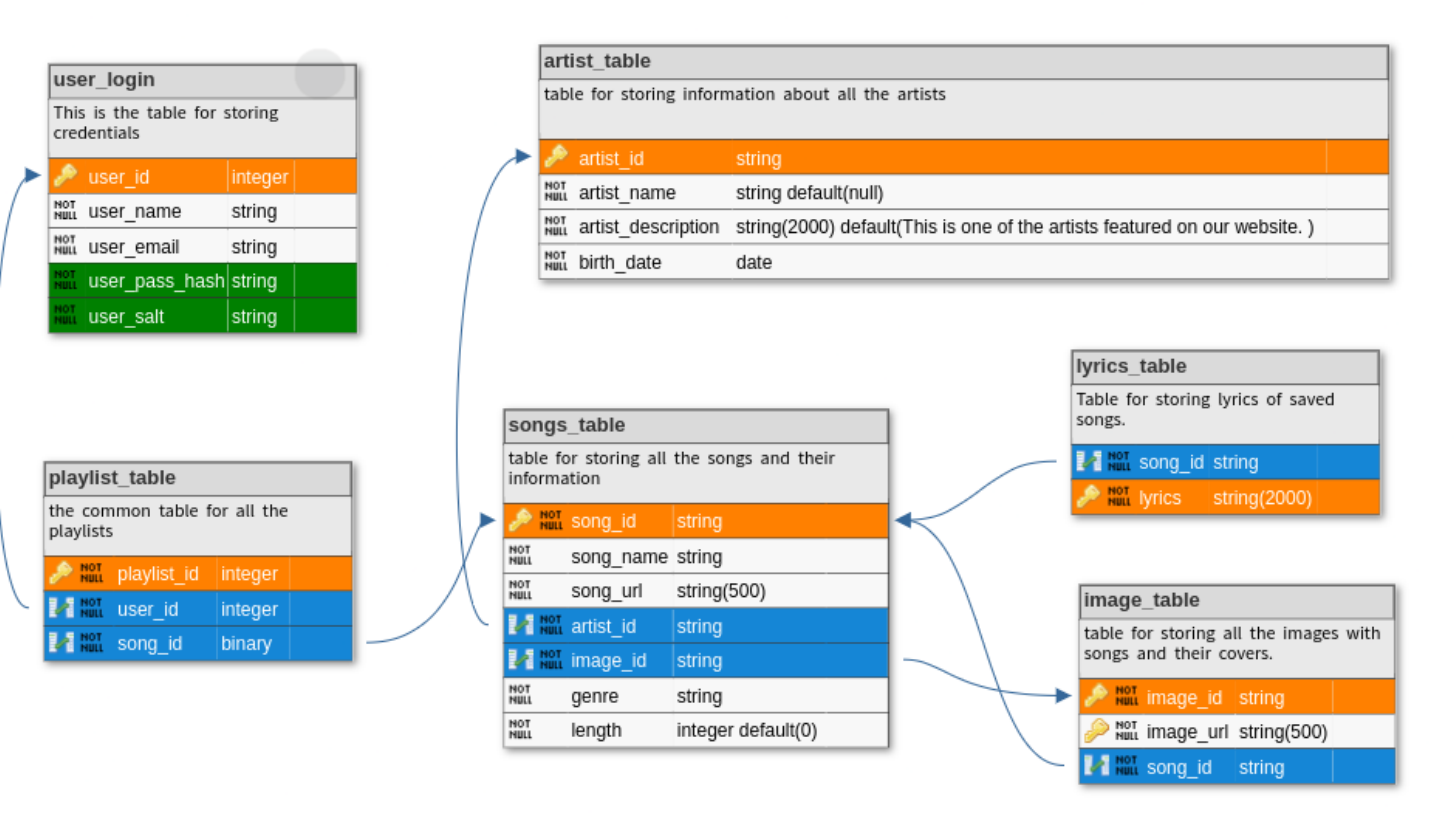 user_login
This is the table for storing
credentials
user_id integer
NOT NULL user_name string
NOT NULL user_email string
NOT NULL user_pass_hash string
NOT NULL user_salt string
artist_table
table for storing information about all the artists
artist_id string
NOT NULL artist_name string default(null)
NOT NULL artist_description string(2000) default(This is one of the artists featured on our website. )
NOT NULL birth_date date
playlist_table
the common table for all the
playlists
NOT NULL playlist_id integer
NOT NULL user_id integer
NOT NULL song_id binary
songs_table
table for storing all the songs and their
information
NOT NULL song_id string
NOT NULL song_name string
NOT NULL song_url string(500)
NOT NULL artist_id string
NOT NULL image_id string
NOT NULL genre string
NOT NULL length integer default(0)
lyrics_table
Table for storing lyrics of saved
songs.
NOT NULL song_id string
NOT NULL lyrics string(2000)
image_table
table for storing all the images with
songs and their covers.
NOT NULL image_id string
NOT NULL image_url string(500)
NOT NULL song_id string